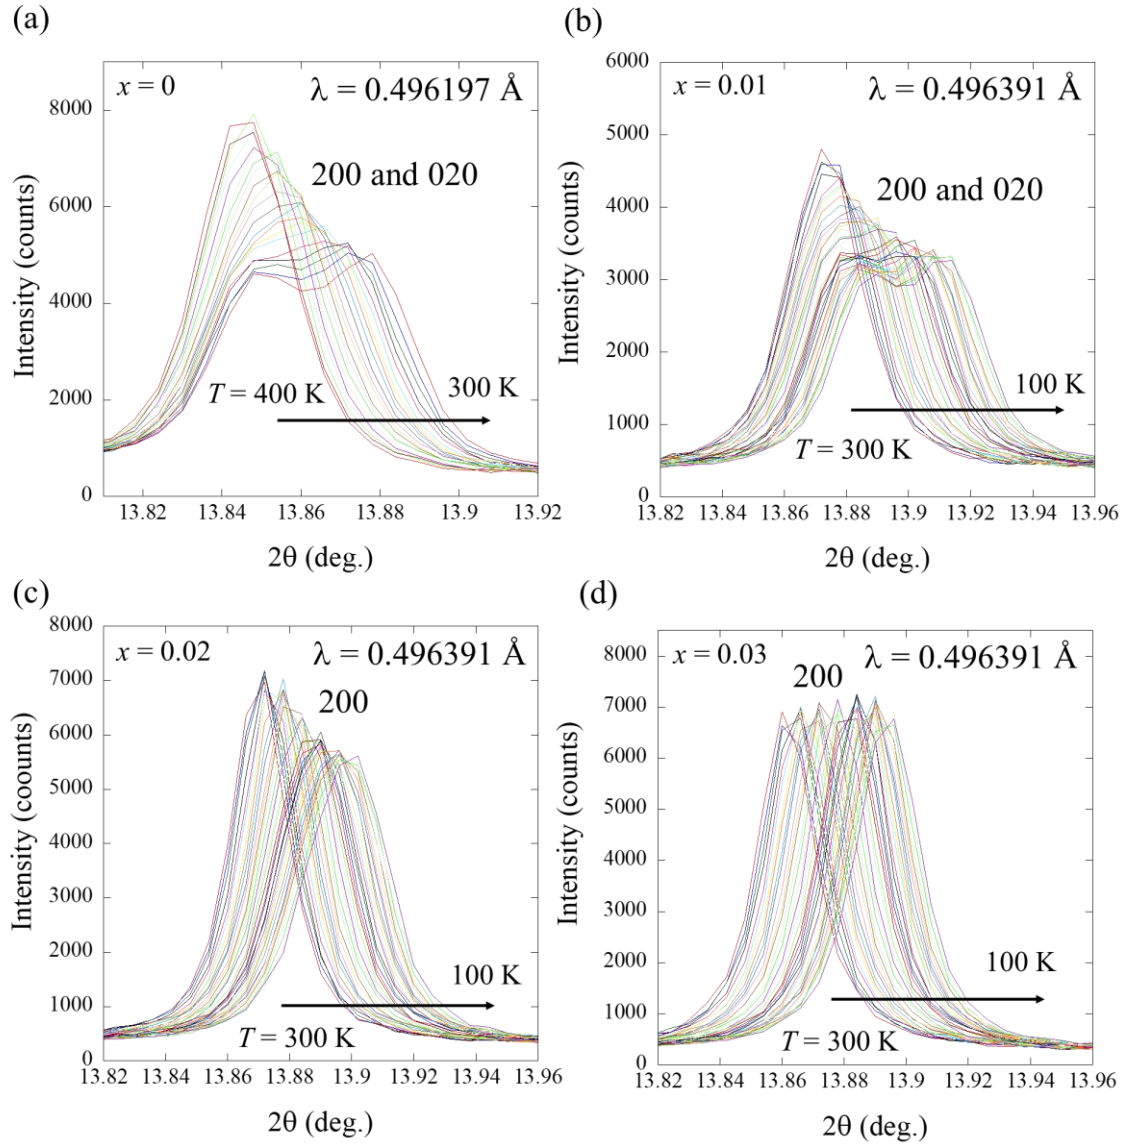 (a)
x = 0
λ = 0.496197 Å
200 and 020
T = 400 K
300 K
Intensity (counts)
8000
6000
4000
2000
0
13.82 13.84 13.86 13.88 13.9 13.92
2θ (deg.)
(b)
x = 0.01
λ = 0.496391 Å
200 and 020
100 K
T = 300 K
Intensity (counts)
6000
5000
4000
3000
2000
1000
0
13.82 13.84 13.86 13.88 13.9 13.92 13.94 13.96
2θ (deg.)
(c)
x = 0.02
λ = 0.496391 Å
200
100 K
T = 300 K
Intensity (coounts)
8000
7000
6000
5000
4000
3000
2000
1000
0
13.82 13.84 13.86 13.88 13.9 13.92 13.94 13.96
2θ (deg.)
(d)
x = 0.03
λ = 0.496391 Å
200
100 K
T = 300 K
Intensity (counts)
8000
7000
6000
5000
4000
3000
2000
1000
0
13.82 13.84 13.86 13.88 13.9 13.92 13.94 13.96
2θ (deg.)